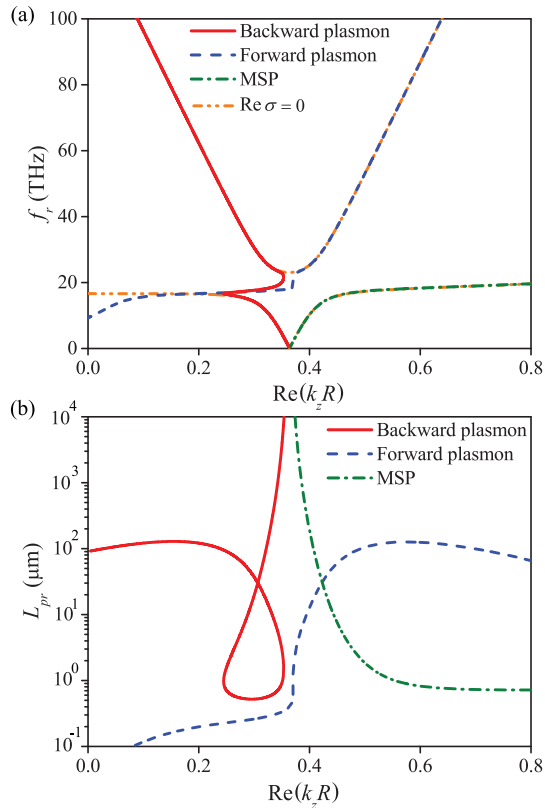 (a)
100
80
60
40
20
0
f_r (THz)
Backward plasmon
Forward plasmon
MSP
Re σ = 0
0.0 0.2 0.4 0.6 0.8
Re(k_zR)
(b)
10^4
10^3
10^2
10^1
10^0
10^-1
L_pr (μm)
Backward plasmon
Forward plasmon
MSP
0.0 0.2 0.4 0.6 0.8
Re(k_zR)